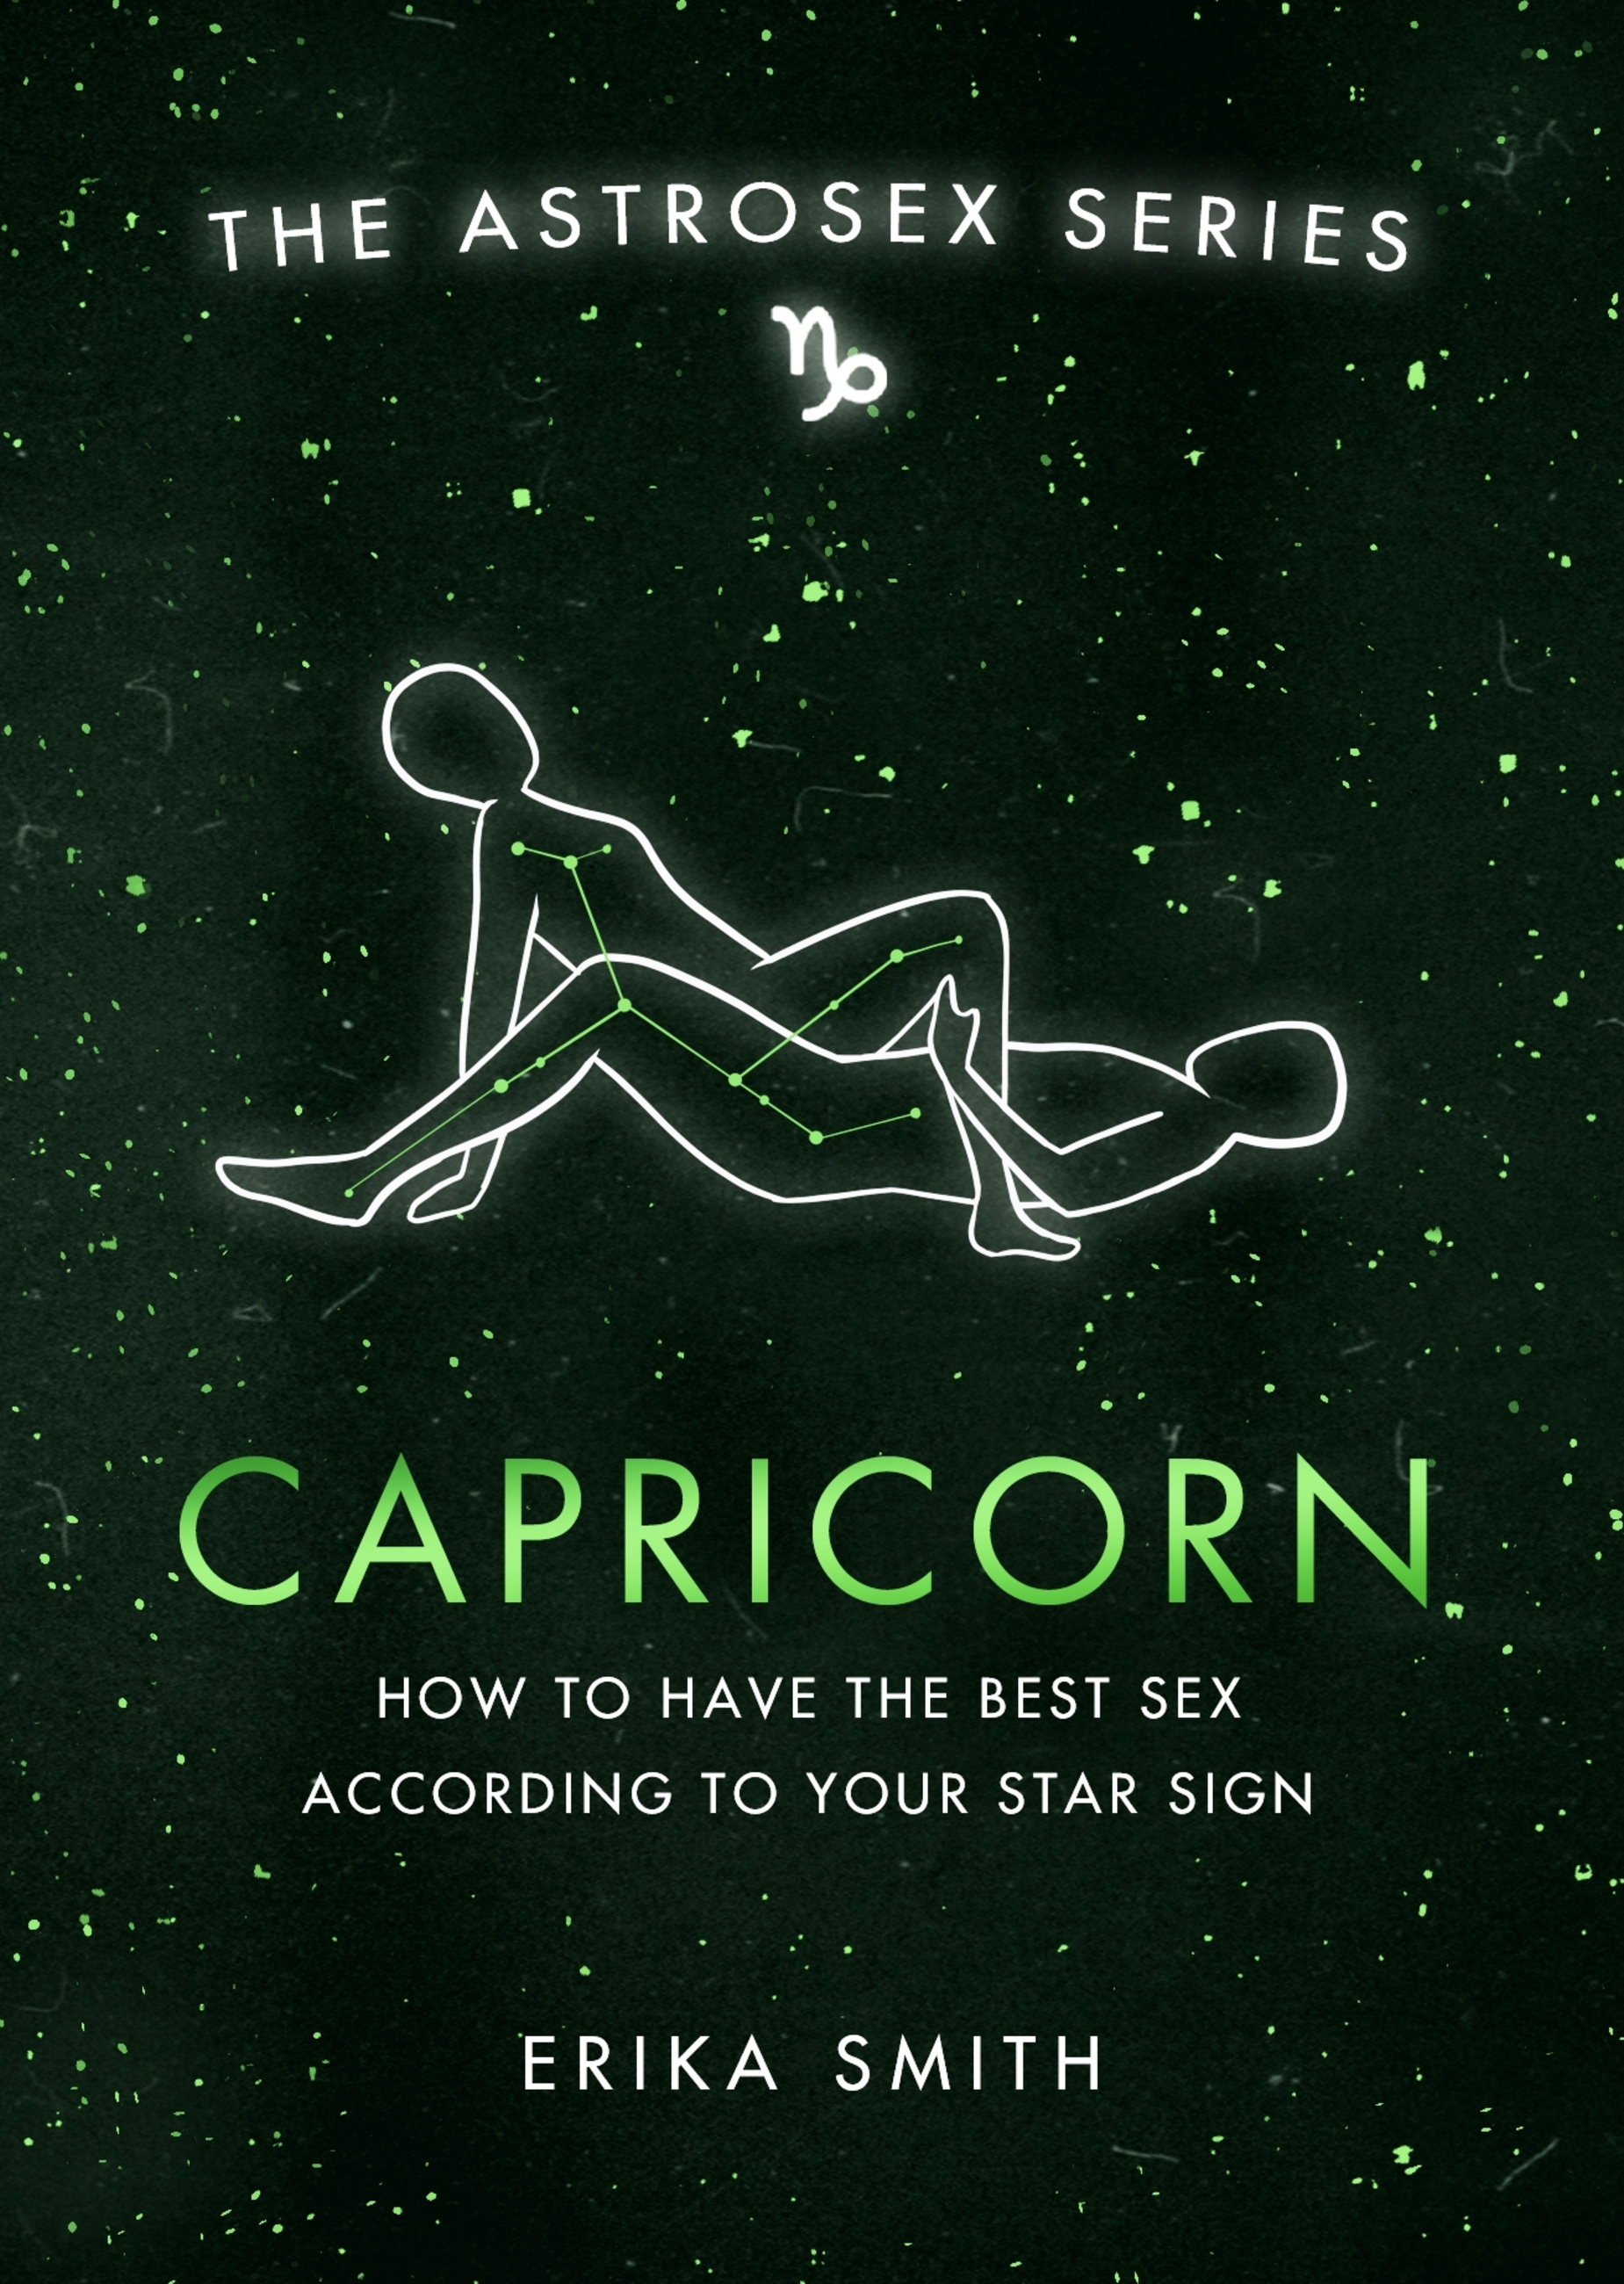 THE ASTROSEX SERIES
♑
CAPRICORN
HOW TO HAVE THE BEST SEX
ACCORDING TO YOUR STAR SIGN
ERIKA SMITH